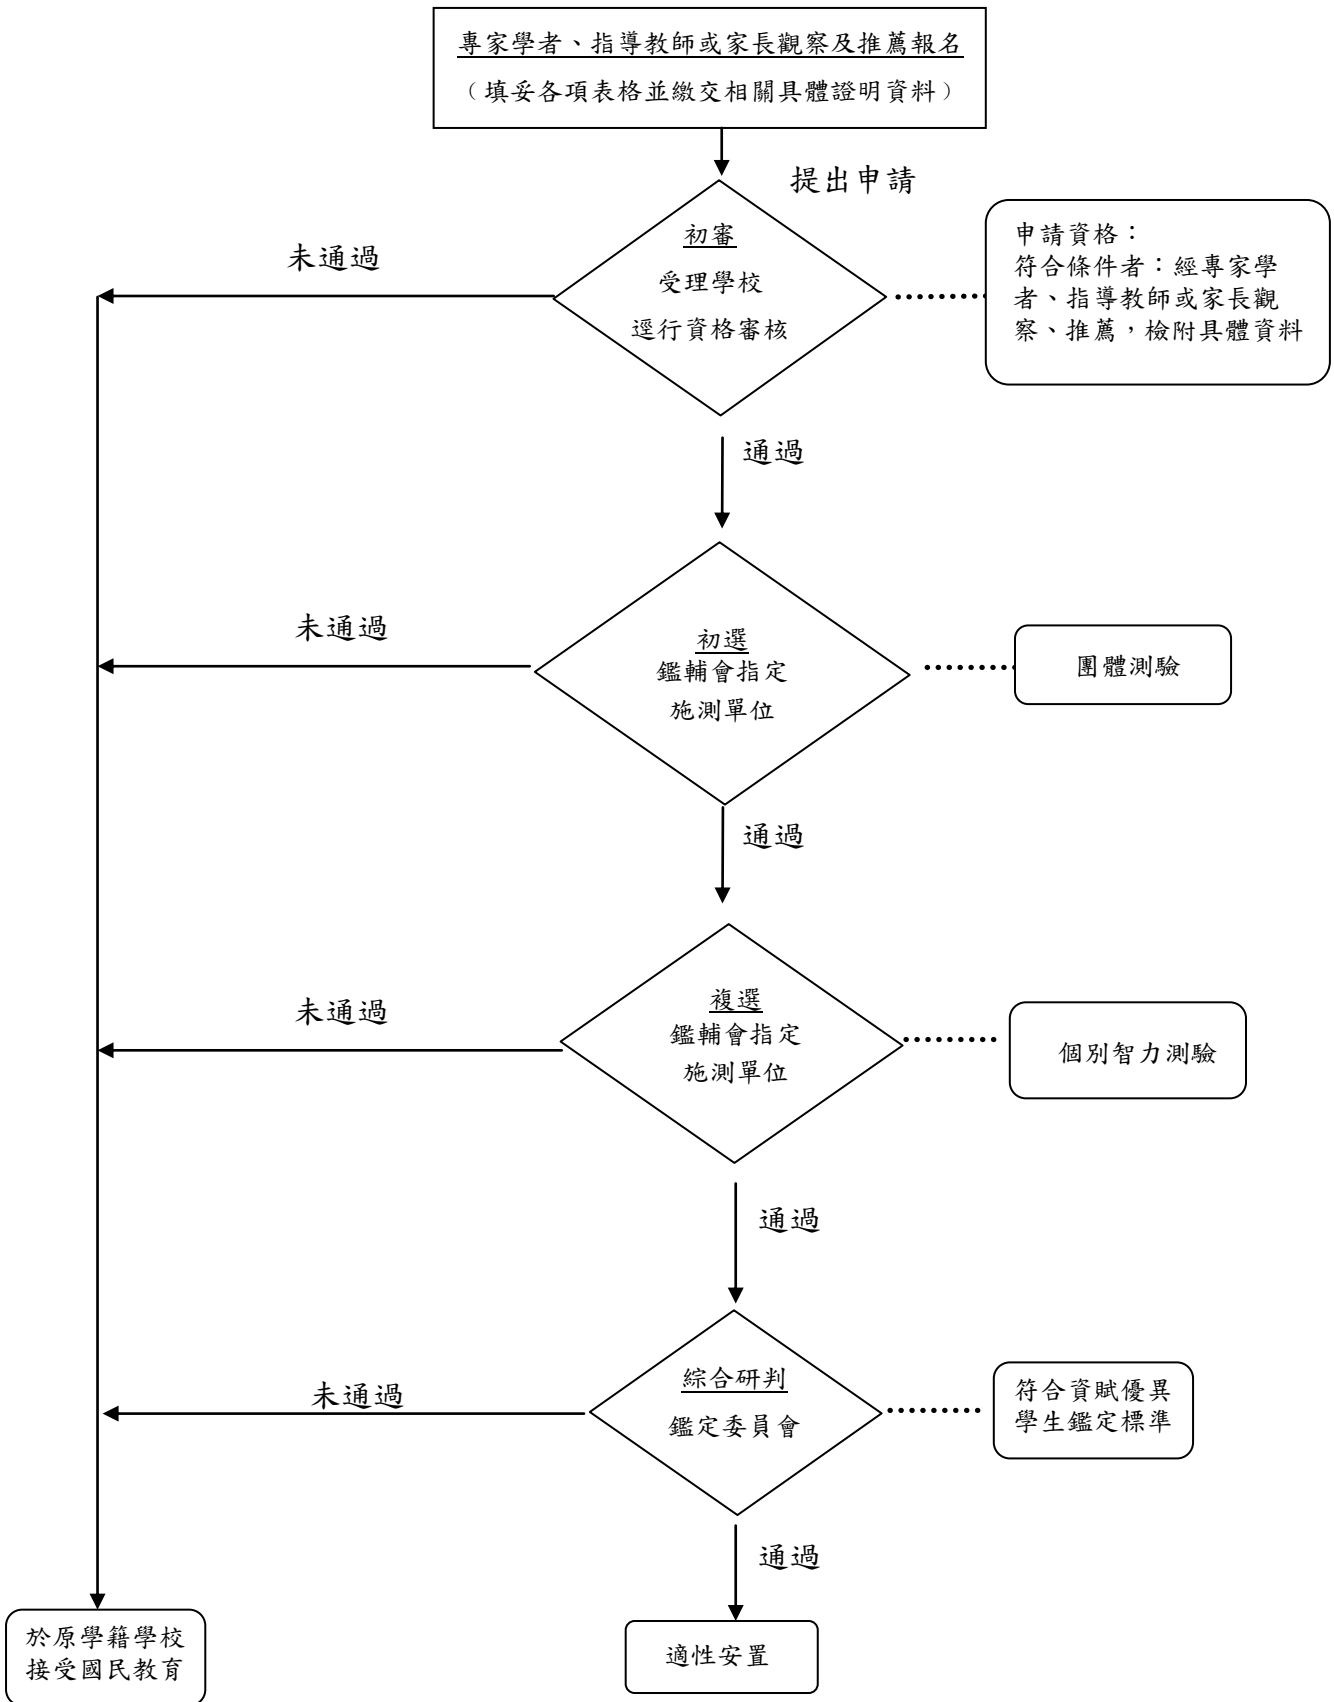 專家學者、指導教師或家長觀察及推薦報名
（填妥各項表格並繳交相關具體證明資料）
提出申請
初審
受理學校
逕行資格審核
未通過
申請資格：
符合條件者：經專家學
者、指導教師或家長觀
察、推薦，檢附具體資料
通過
未通過
初選
鑑輔會指定
施測單位
團體測驗
通過
未通過
複選
鑑輔會指定
施測單位
個別智力測驗
通過
未通過
綜合研判
鑑定委員會
符合資賦優異
學生鑑定標準
通過
於原學籍學校
接受國民教育
適性安置